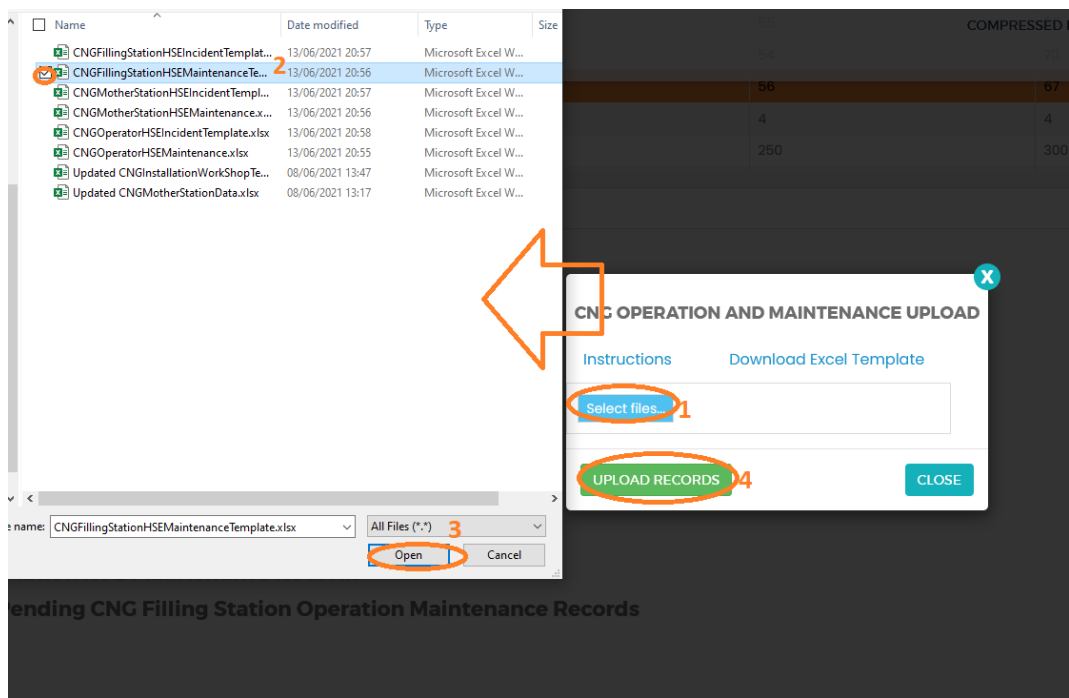 Name Date modified Type Size
CNGFillingStationHSEIncidentTemplat... 13/06/2021 20:57 Microsoft Excel W...
CNGFillingStationHSEMaintenanceTe... 2 13/06/2021 20:56 Microsoft Excel W...
CNGMotherStationHSEIncidentTempl... 13/06/2021 20:57 Microsoft Excel W...
CNGMotherStationHSEMaintenance.x... 13/06/2021 20:56 Microsoft Excel W...
CNGOperatorHSEIncidentTemplate.xlsx 13/06/2021 20:58 Microsoft Excel W...
CNGOperatorHSEMaintenance.xlsx 13/06/2021 20:55 Microsoft Excel W...
Updated CNGInstallationWorkShopTe... 08/06/2021 13:47 Microsoft Excel W...
Updated CNGMotherStationData.xlsx 08/06/2021 13:17 Microsoft Excel W...
e name: CNGFillingStationHSEMaintenanceTemplate.xlsx All Files (*.*)
3
Open Cancel
COMPRESSED
56 67
4 4
250 300
X
CNG OPERATION AND MAINTENANCE UPLOAD
Instructions Download Excel Template
Select files... 1
UPLOAD RECORDS 4 CLOSE
ending CNG Filling Station Operation Maintenance Records